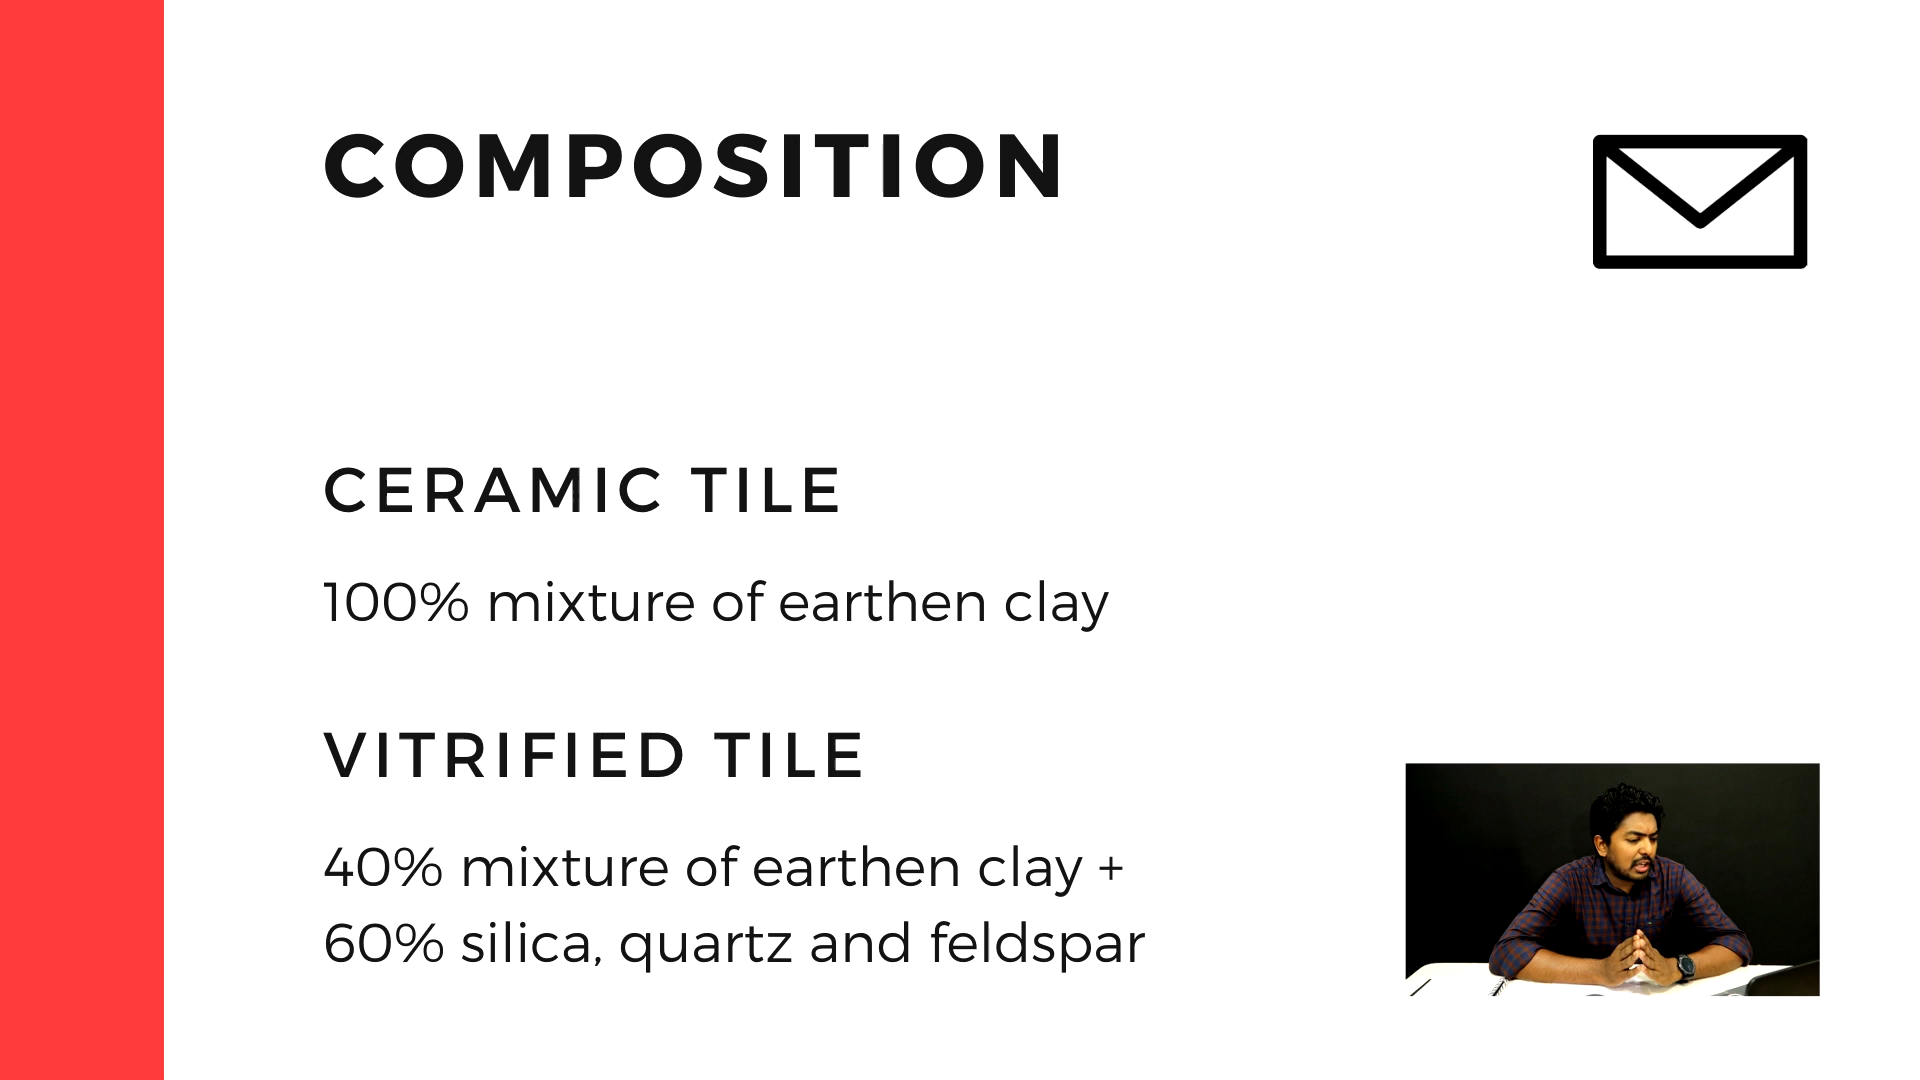 COMPOSITION
CERAMIC TILE
100% mixture of earthen clay
VITRIFIED TILE
40% mixture of earthen clay +
60% silica, quartz and feldspar